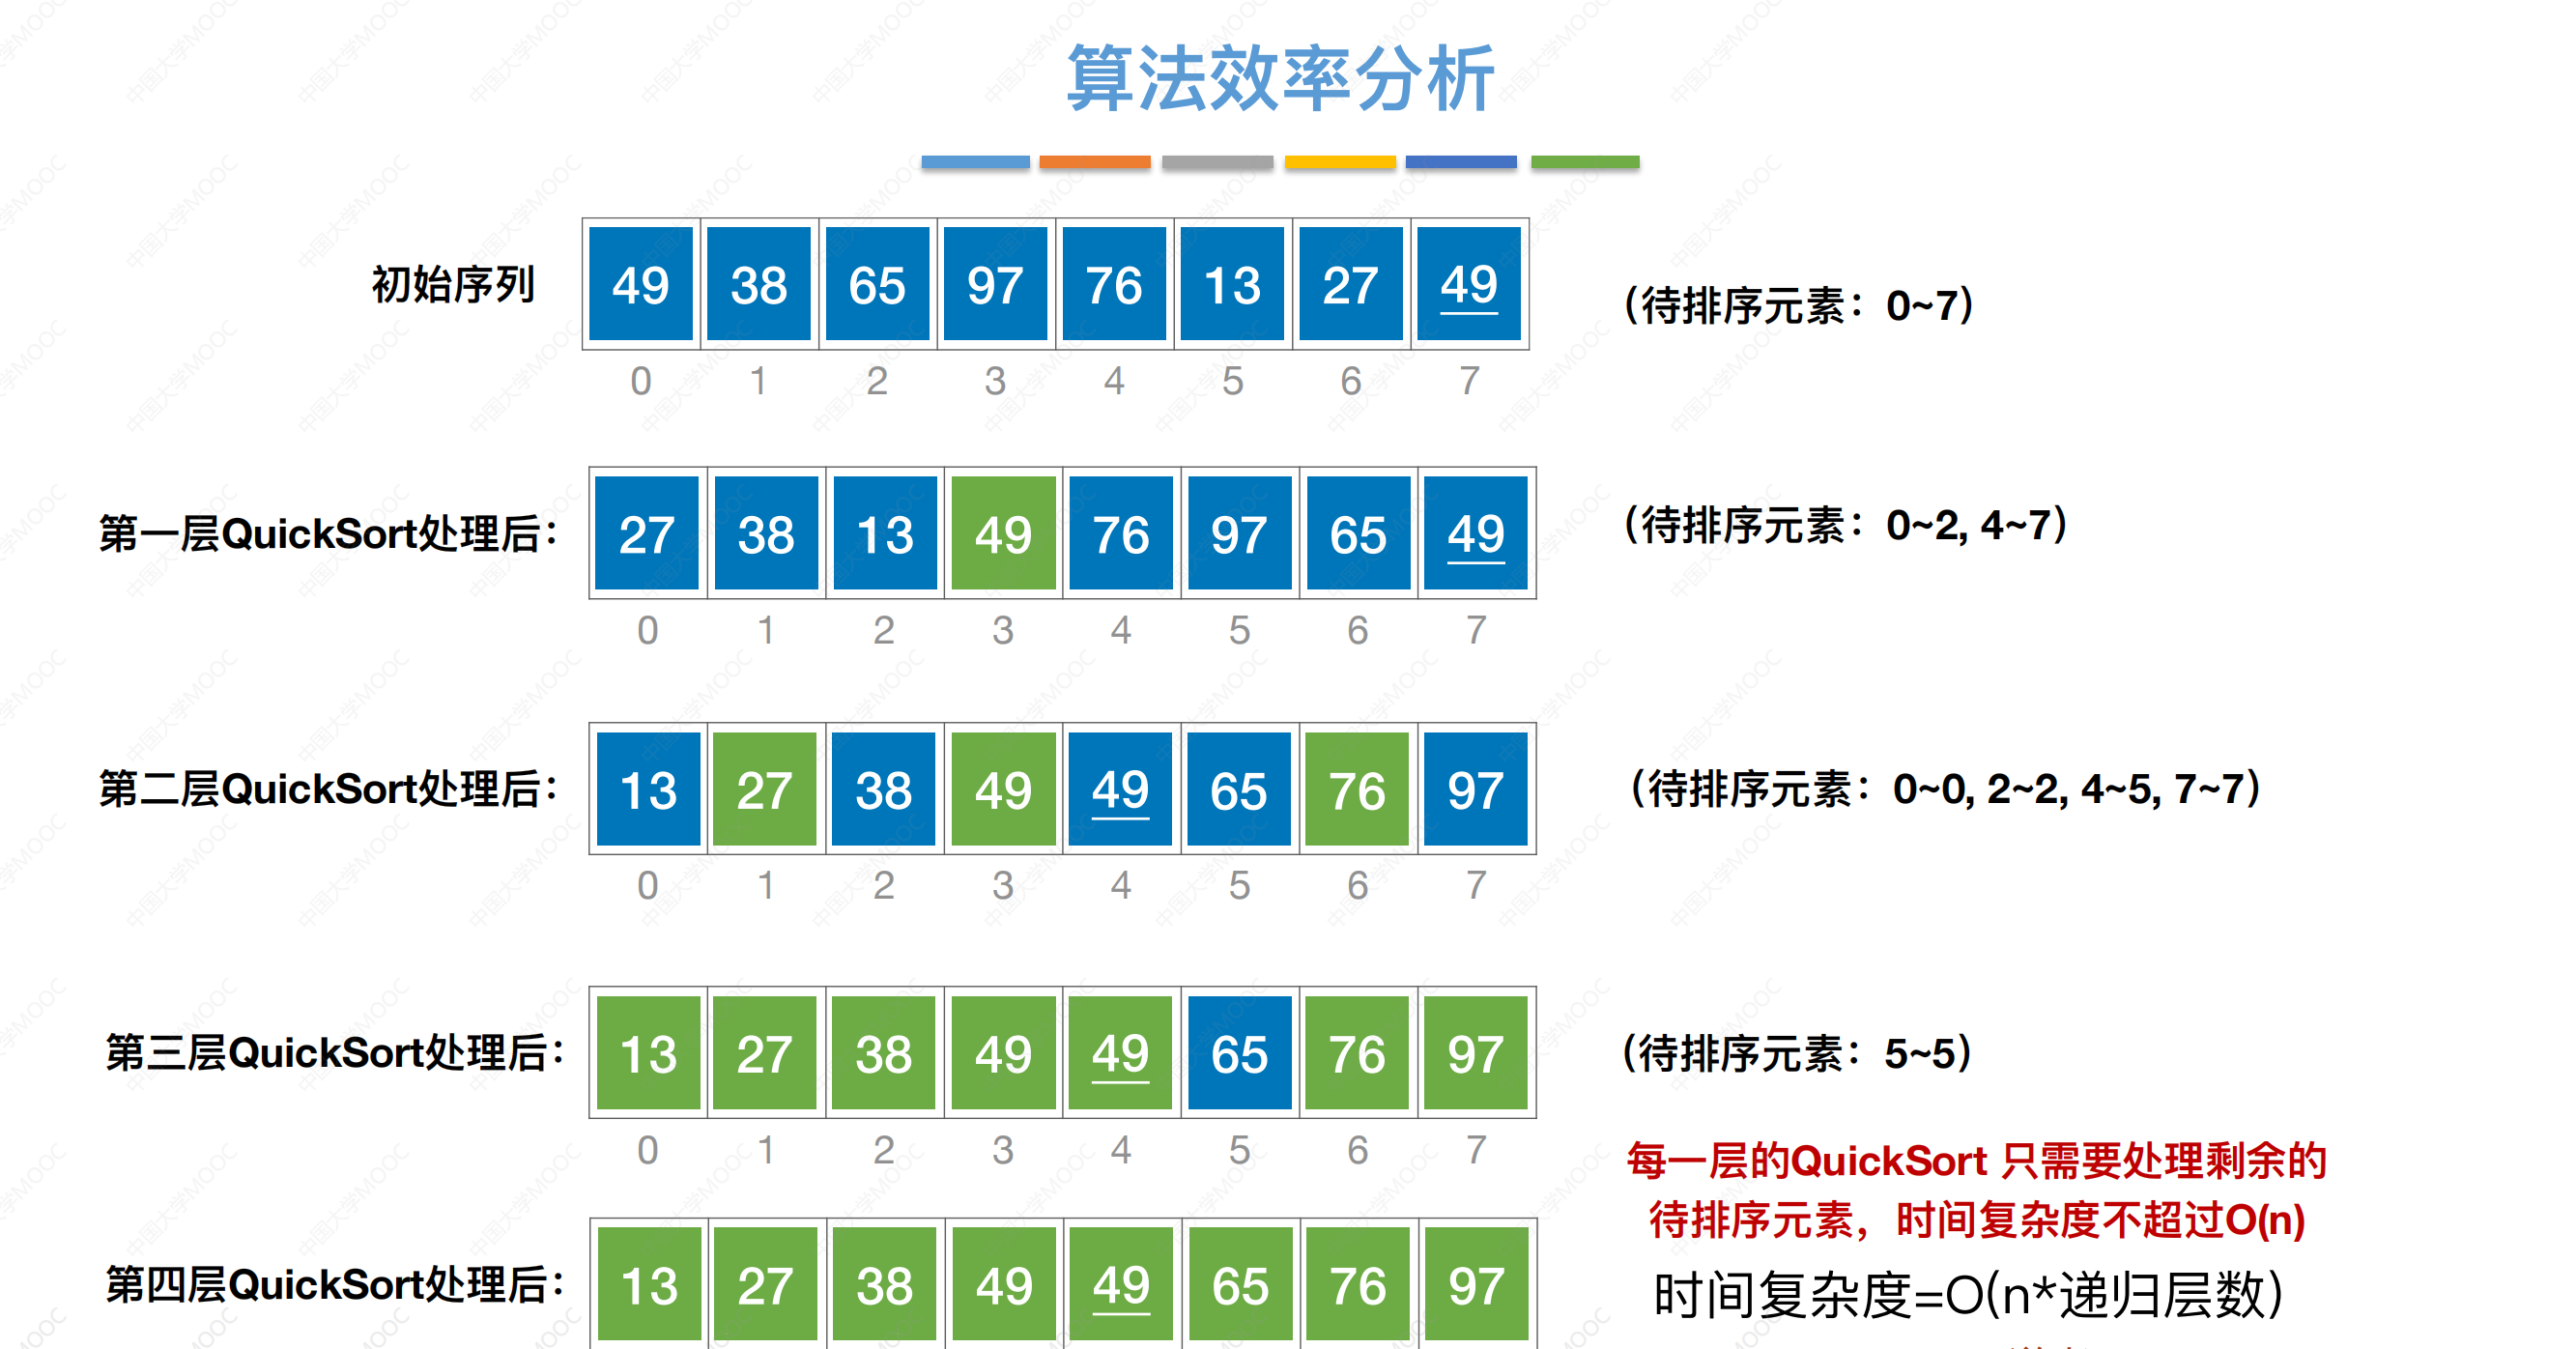 算法效率分析
初始序列
49 38 65 97 76 13 27 49
(待排序元素：0~7)
0 1 2 3 4 5 6 7
第一层QuickSort处理后：
27 38 13 49 76 97 65 49
(待排序元素：0~2, 4~7)
0 1 2 3 4 5 6 7
第二层QuickSort处理后：
13 27 38 49 49 65 76 97
(待排序元素：0~0, 2~2, 4~5, 7~7)
0 1 2 3 4 5 6 7
第三层QuickSort处理后：
13 27 38 49 49 65 76 97
(待排序元素：5~5)
0 1 2 3 4 5 6 7
每一层的QuickSort 只需要处理剩余的
待排序元素，时间复杂度不超过O(n)
第四层QuickSort处理后：
13 27 38 49 49 65 76 97
时间复杂度=O(n*递归层数)
中国大学MOOC